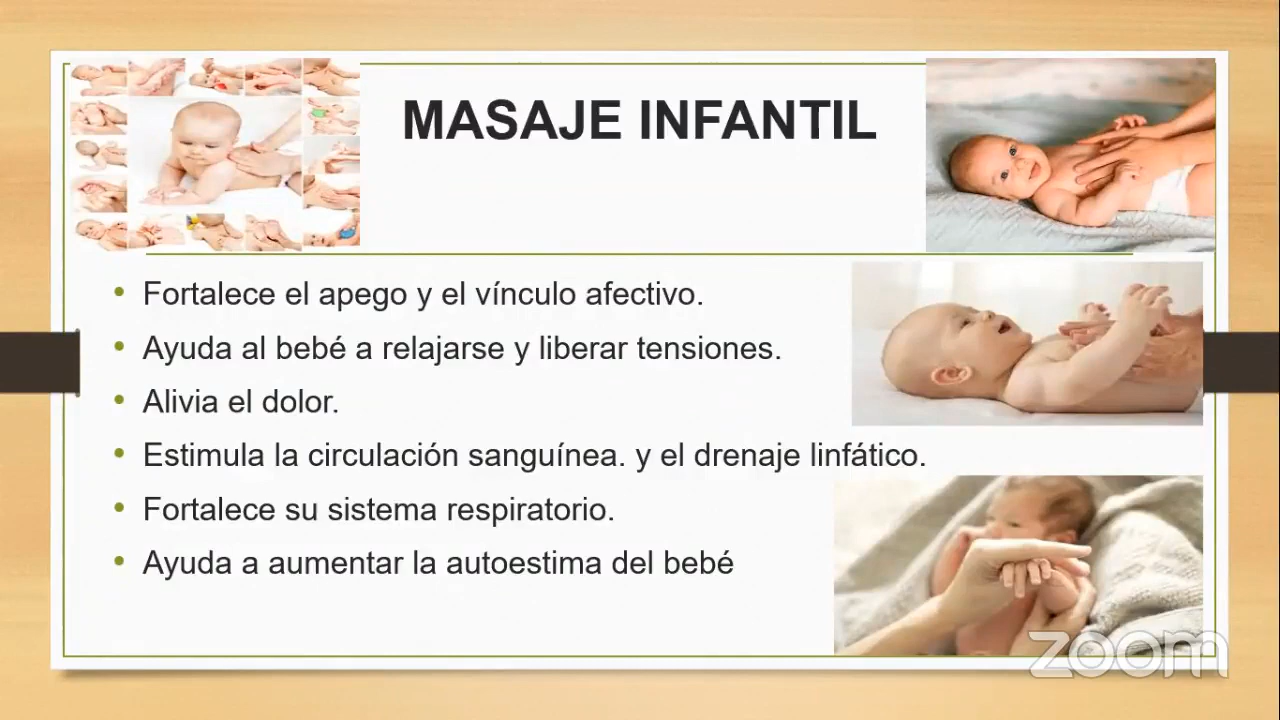 MASAJE INFANTIL
• Fortalece el apego y el vínculo afectivo.
• Ayuda al bebé a relajarse y liberar tensiones.
• Alivia el dolor.
• Estimula la circulación sanguínea. y el drenaje linfático.
• Fortalece su sistema respiratorio.
• Ayuda a aumentar la autoestima del bebé
zoom